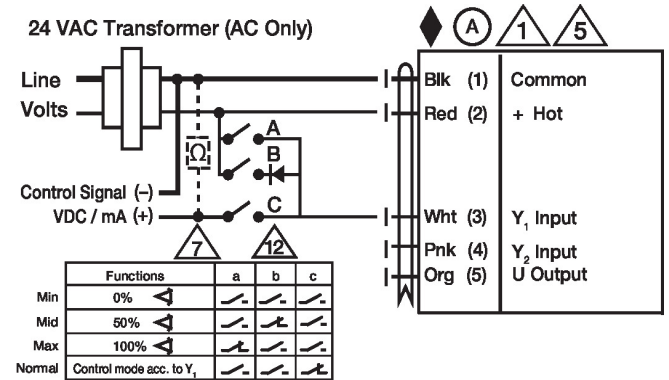 24 VAC Transformer (AC Only)
A 1 5
Line
Volts
Blk (1) Common
Red (2) + Hot
A
Ω
B
Control Signal (–)
VDC / mA (+)
C
Wht (3) Y1 Input
Pnk (4) Y2 Input
Org (5) U Output
7 12
Functions a b c
Min 0%
Mid 50%
Max 100%
Normal Control mode acc. to Y1